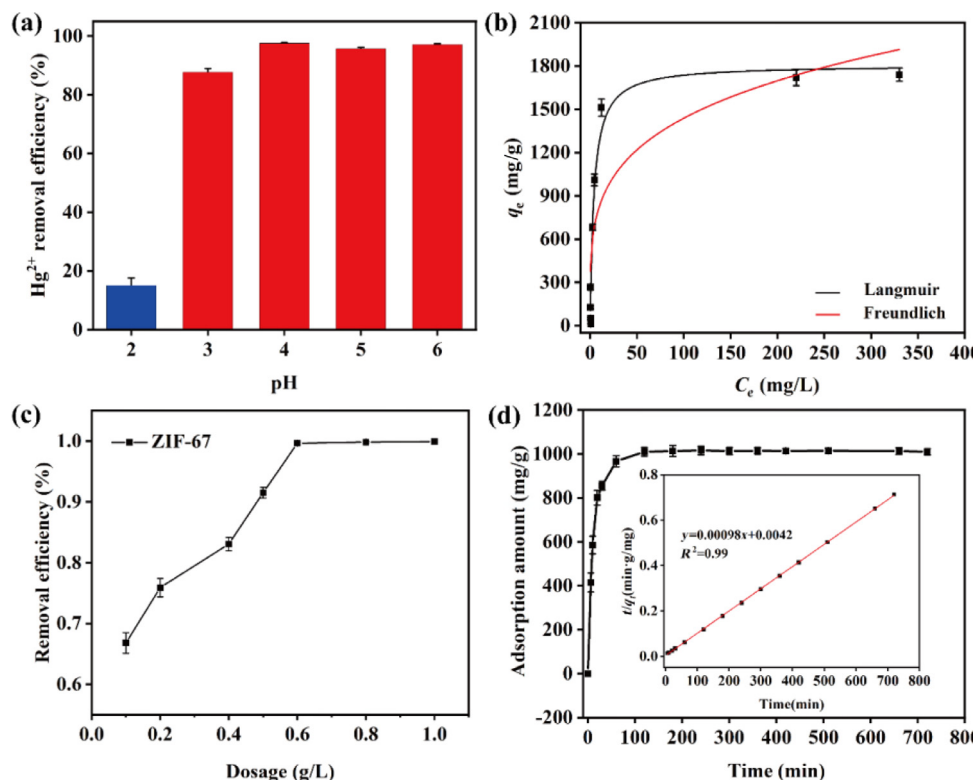 (a)
Hg2+ removal efficiency (%)
100
80
60
40
20
0
2 3 4 5 6
pH
(b)
qe (mg/g)
2100
1800
1500
1200
900
600
300
0
Langmuir
Freundlich
0 50 100 150 200 250 300 350 400
Ce (mg/L)
(c)
Removal efficiency (%)
ZIF-67
1.0
0.9
0.8
0.7
0.6
0.0 0.2 0.4 0.6 0.8 1.0
Dosage (g/L)
(d)
Adsorption amount (mg/g)
1200
1000
800
600
400
200
0
-200
t/qt(min·g/mg)
0.8
0.6
0.4
0.2
0.0
y=0.00098x+0.0042
R2=0.99
0 100 200 300 400 500 600 700 800
Time(min)
0 100 200 300 400 500 600 700 800
Time (min)